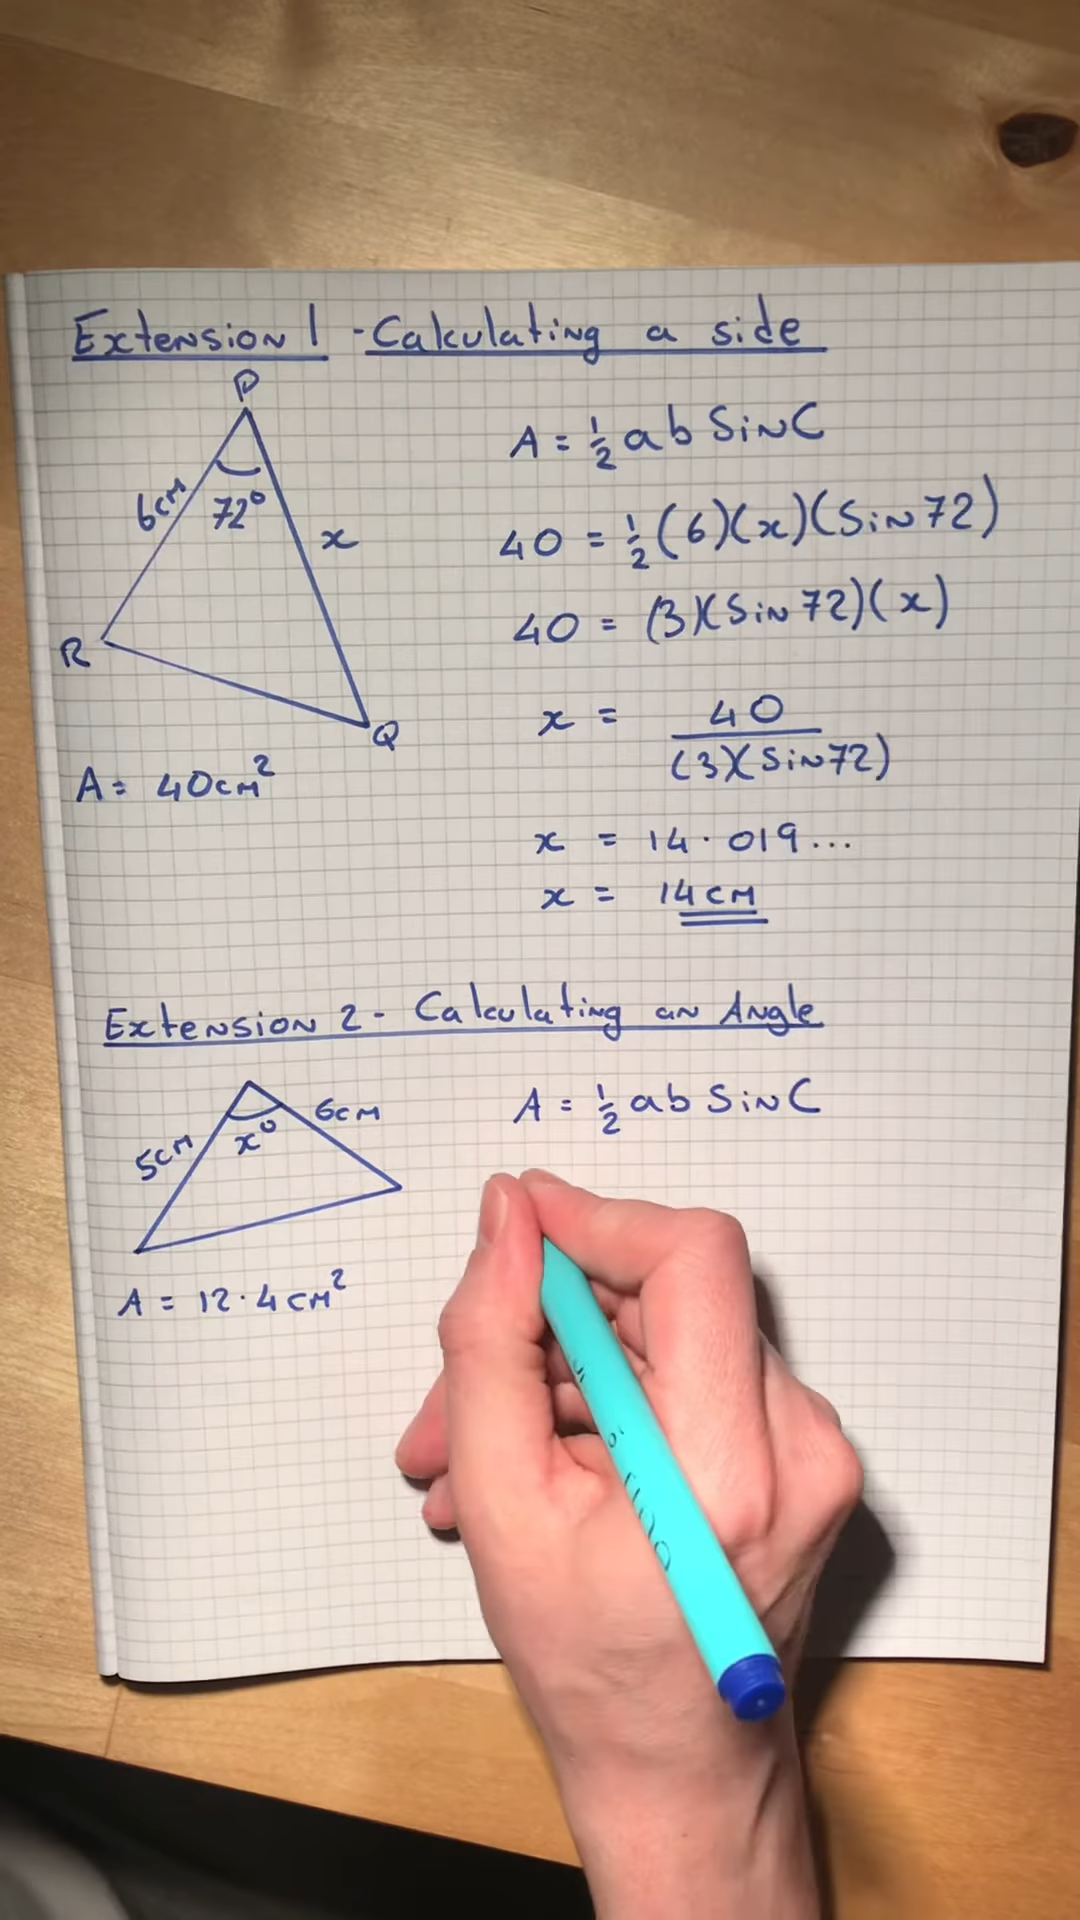 Extension 1 - Calculating a side
P
6cm
72°
x
R
Q
A = 40cm²
A = ½ab SinC
40 = ½(6)(x)(Sin72)
40 = (3)(Sin72)(x)
x = 40
(3)(Sin72)
x = 14.019...
x = 14cm
Extension 2 - Calculating an Angle
5cm
x°
6cm
A = 12.4cm²
A = ½ab SinC